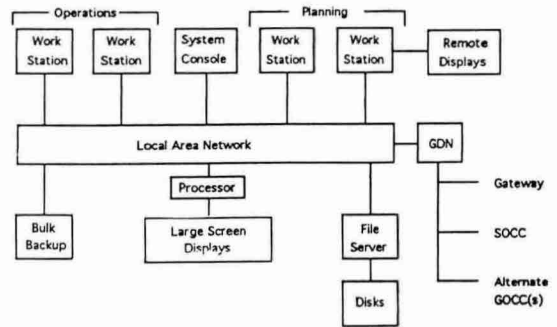 Operations
Planning
Work
Station
Work
Station
System
Console
Work
Station
Work
Station
Remote
Displays
Local Area Network
GDN
Processor
Gateway
Bulk
Backup
Large Screen
Displays
File
Server
SOCC
Disks
Alternate
GOCC(s)